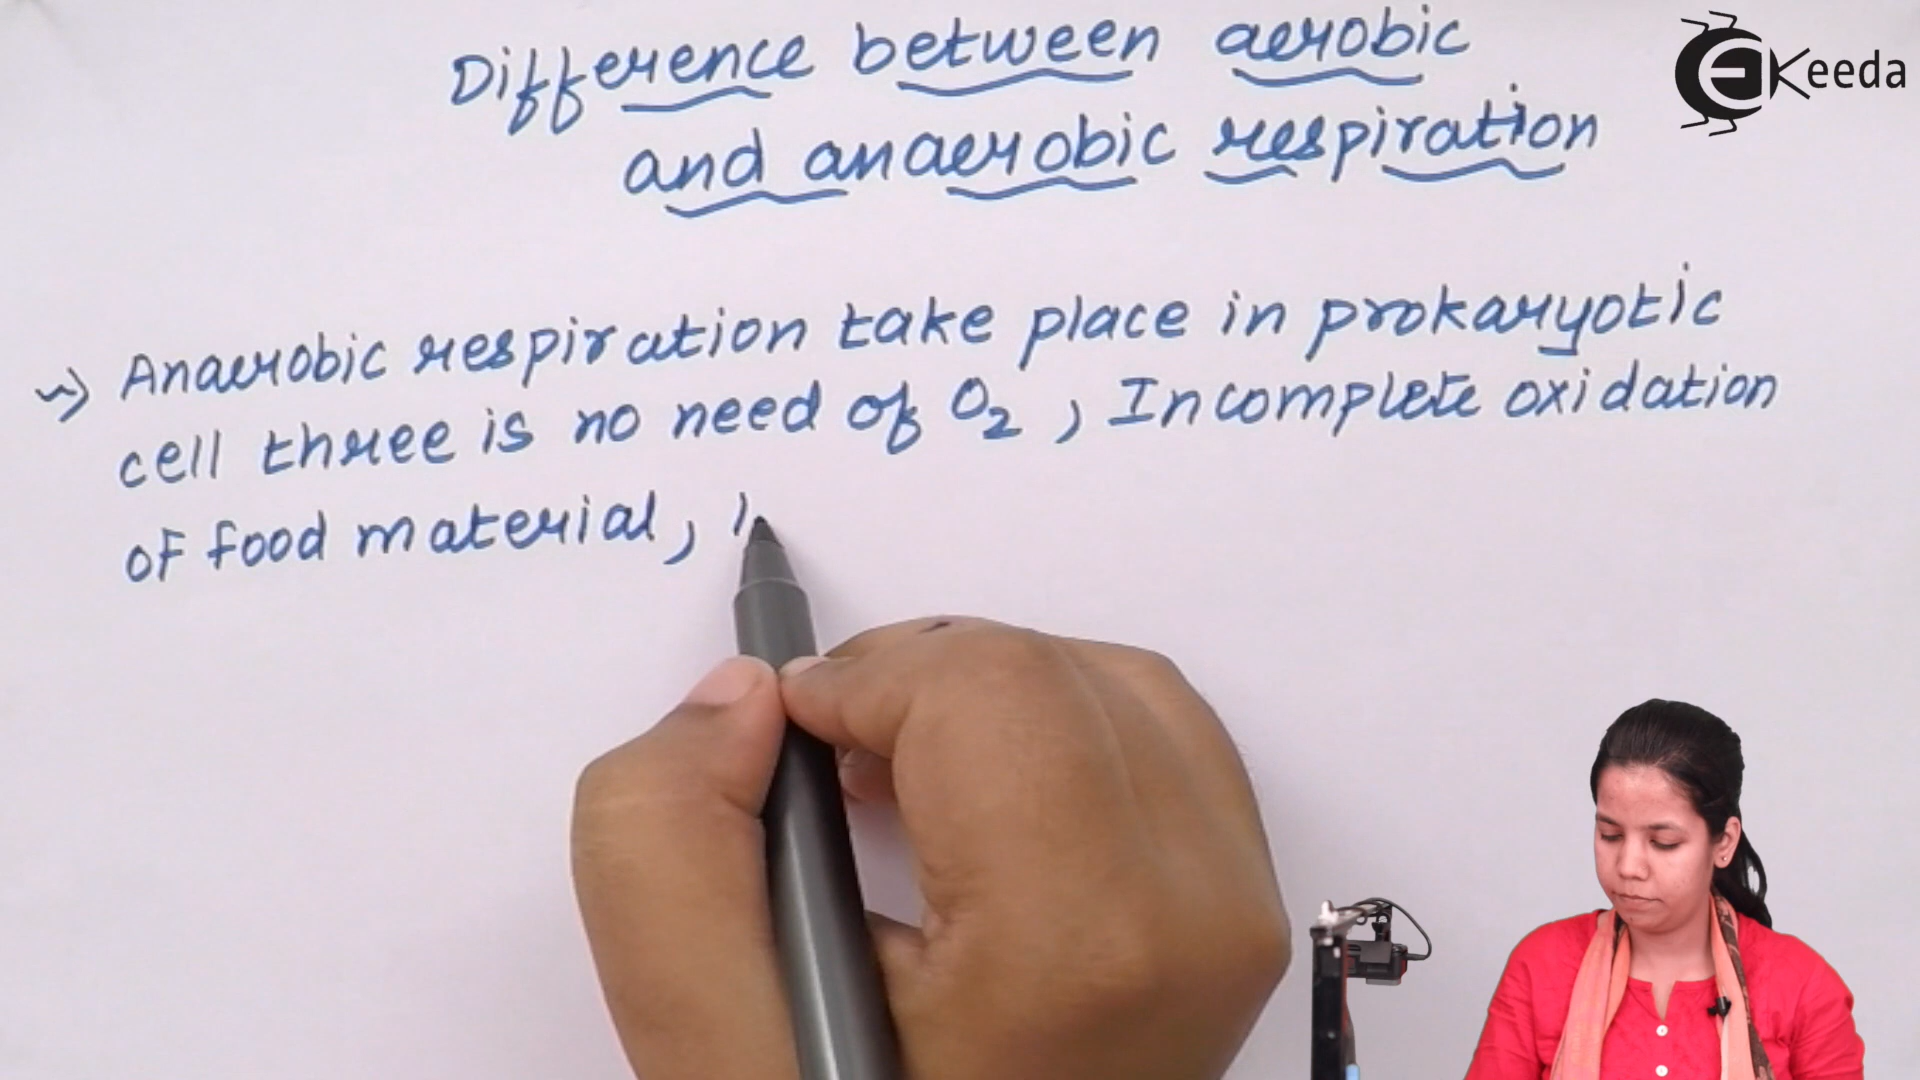 Difference between aerobic
and anaerobic respiration
Keeda
Anaerobic respiration take place in prokaryotic
cell three is no need of O₂, Incomplete oxidation
of food material,